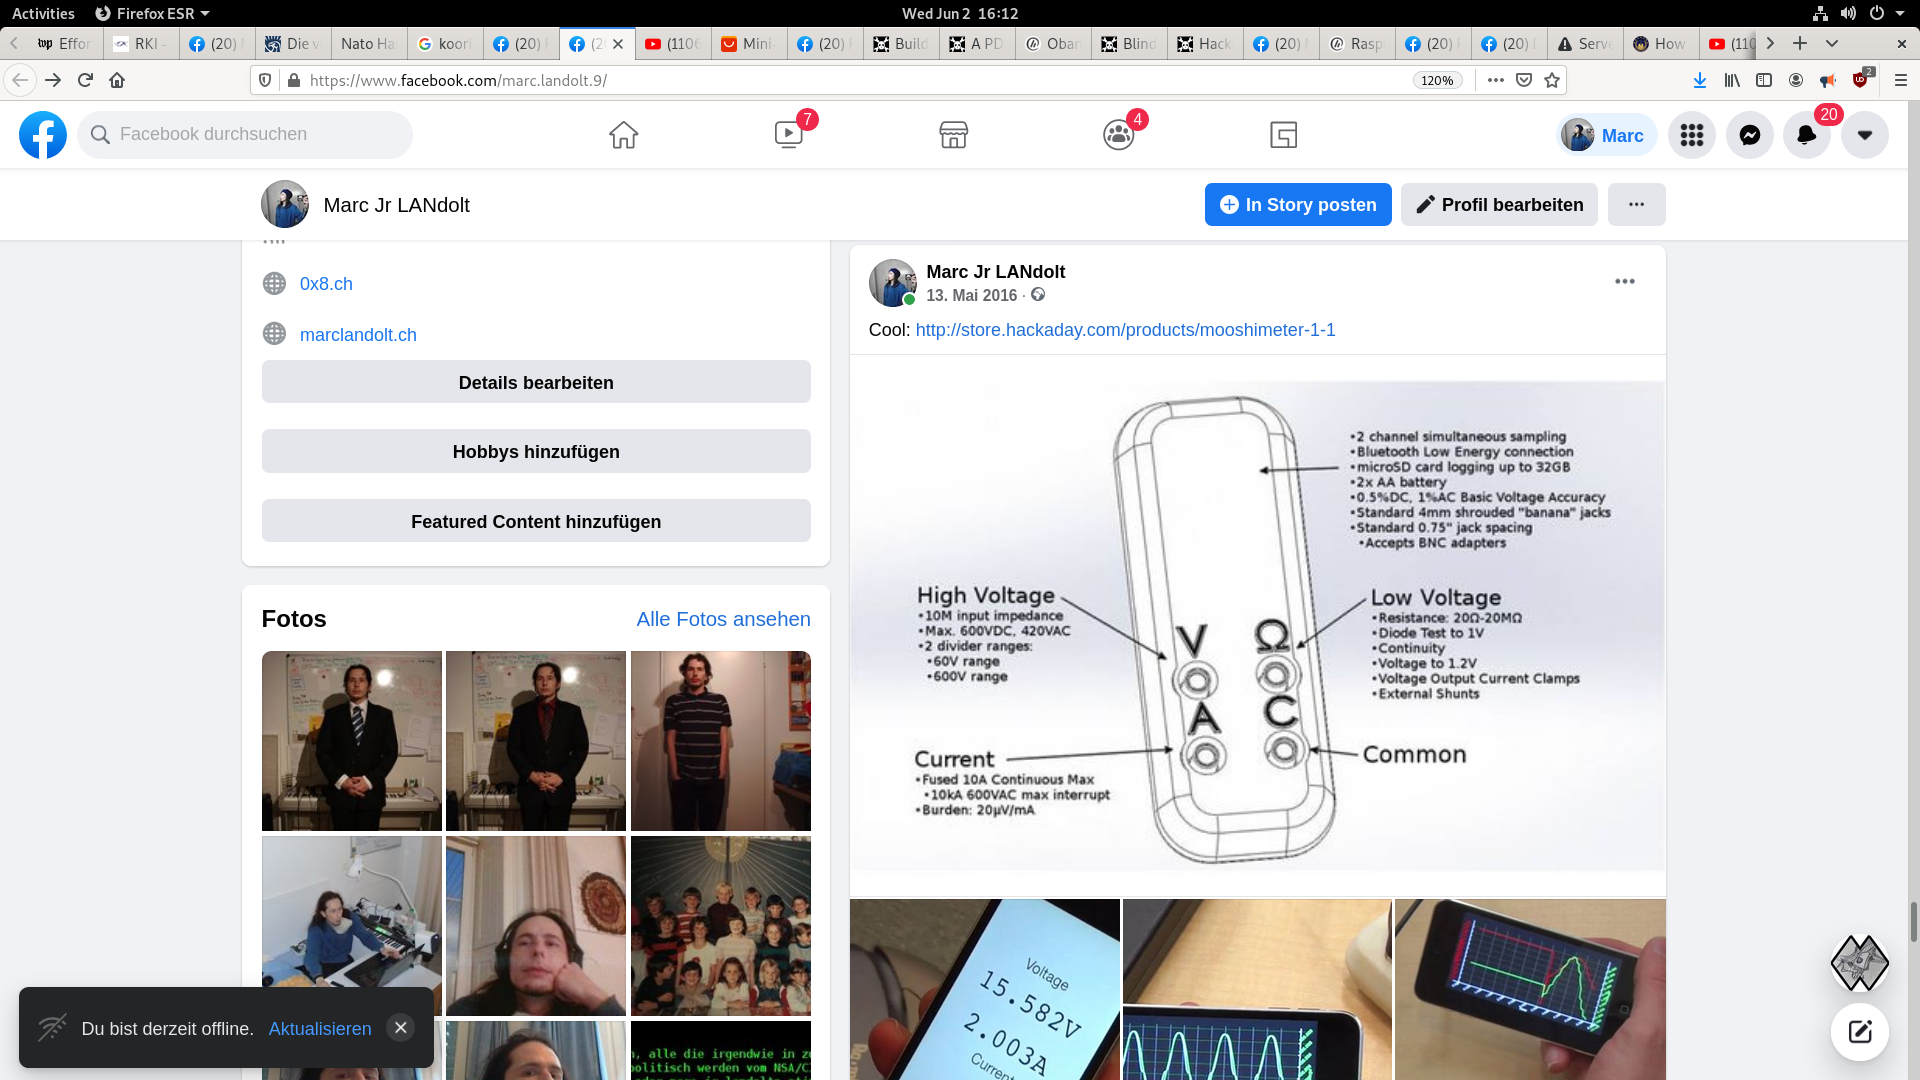 Activities
Firefox ESR
Wed Jun 2 16:12
Effor
RKI -
(20)
Die v
Nato Ha
koori
(20)
(1106
Mini-
(20)
Build
A PD
Obar
Blind
Hack
(20)
Rasp
(20)
(20)
Serve
How
(110
https://www.facebook.com/marc.landolt.9/
120%
2
Facebook durchsuchen
7
4
Marc
20
Marc Jr LANdolt
In Story posten
Profil bearbeiten
0x8.ch
marclandolt.ch
Details bearbeiten
Hobbys hinzufügen
Featured Content hinzufügen
Fotos
Alle Fotos ansehen
, alle die irgendwie in zu
politisch werden vom NSA/C
Du bist derzeit offline.
Aktualisieren
Marc Jr LANdolt
13. Mai 2016 ·
Cool: http://store.hackaday.com/products/mooshimeter-1-1
•2 channel simultaneous sampling
•Bluetooth Low Energy connection
•microSD card logging up to 32GB
•2x AA battery
•0.5%DC, 1%AC Basic Voltage Accuracy
•Standard 4mm shrouded "banana" jacks
•Standard 0.75" jack spacing
•Accepts BNC adapters
High Voltage
•10M input impedance
•Max. 600VDC, 420VAC
•2 divider ranges:
•60V range
•600V range
Low Voltage
•Resistance: 20Ω-20MΩ
•Diode Test to 1V
•Continuity
•Voltage to 1.2V
•Voltage Output Current Clamps
•External Shunts
V
Ω
A
C
Current
•Fused 10A Continuous Max
•10kA 600VAC max interrupt
•Burden: 20µV/mA
Common
Voltage
15.582V
2.003A
Current